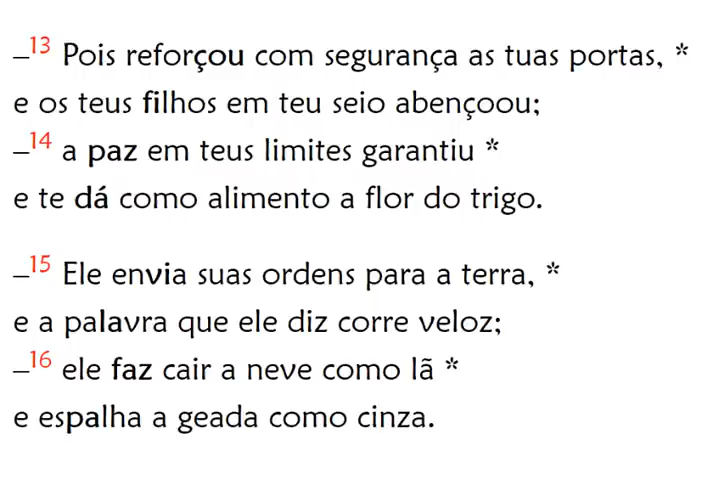 –13 Pois reforçou com segurança as tuas portas, *
e os teus filhos em teu seio abençoou;
–14 a paz em teus limites garantiu *
e te dá como alimento a flor do trigo.
–15 Ele envia suas ordens para a terra, *
e a palavra que ele diz corre veloz;
–16 ele faz cair a neve como lã *
e espalha a geada como cinza.